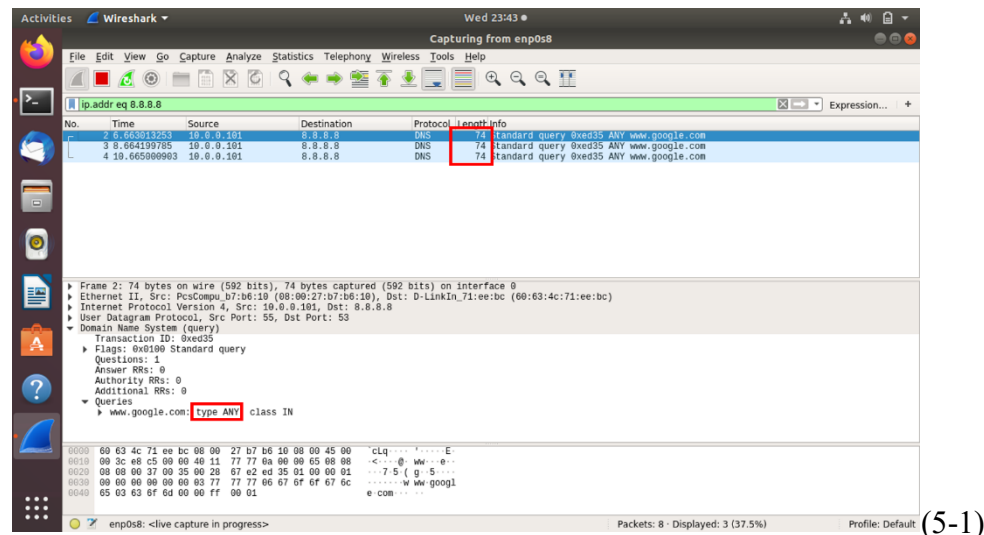 Activities Wireshark Wed 23:43
Capturing from enp0s8
File Edit View Go Capture Analyze Statistics Telephony Wireless Tools Help
ip.addr eq 8.8.8.8 Expression... +
No. Time Source Destination Protocol Length Info
2 6.663013253 10.0.0.101 8.8.8.8 DNS 74 Standard query 0xed35 ANY www.google.com
3 8.664199785 10.0.0.101 8.8.8.8 DNS 74 Standard query 0xed35 ANY www.google.com
4 10.665000903 10.0.0.101 8.8.8.8 DNS 74 Standard query 0xed35 ANY www.google.com
Frame 2: 74 bytes on wire (592 bits), 74 bytes captured (592 bits) on interface 0
Ethernet II, Src: PcsCompu_b7:b6:10 (08:00:27:b7:b6:10), Dst: D-LinkIn_71:ee:bc (60:63:4c:71:ee:bc)
Internet Protocol Version 4, Src: 10.0.0.101, Dst: 8.8.8.8
User Datagram Protocol, Src Port: 55, Dst Port: 53
Domain Name System (query)
Transaction ID: 0xed35
Flags: 0x0100 Standard query
Questions: 1
Answer RRs: 0
Authority RRs: 0
Additional RRs: 0
Queries
www.google.com: type ANY, class IN
0000 60 63 4c 71 ee bc 08 00 27 b7 b6 10 08 00 45 00 `cLq···· '·····E·
0010 00 3c e8 c5 00 00 40 11 77 77 0a 00 00 65 08 08 ·<····@· ww···e··
0020 08 08 00 37 00 35 00 28 67 e2 ed 35 01 00 00 01 ···7·5·( g··5····
0030 00 00 00 00 00 00 03 77 77 77 06 67 6f 6f 67 6c ·······w ww·googl
0040 65 03 63 6f 6d 00 00 ff 00 01 e·com··· ··
enp0s8: <live capture in progress> Packets: 8 · Displayed: 3 (37.5%) Profile: Default
(5-1)